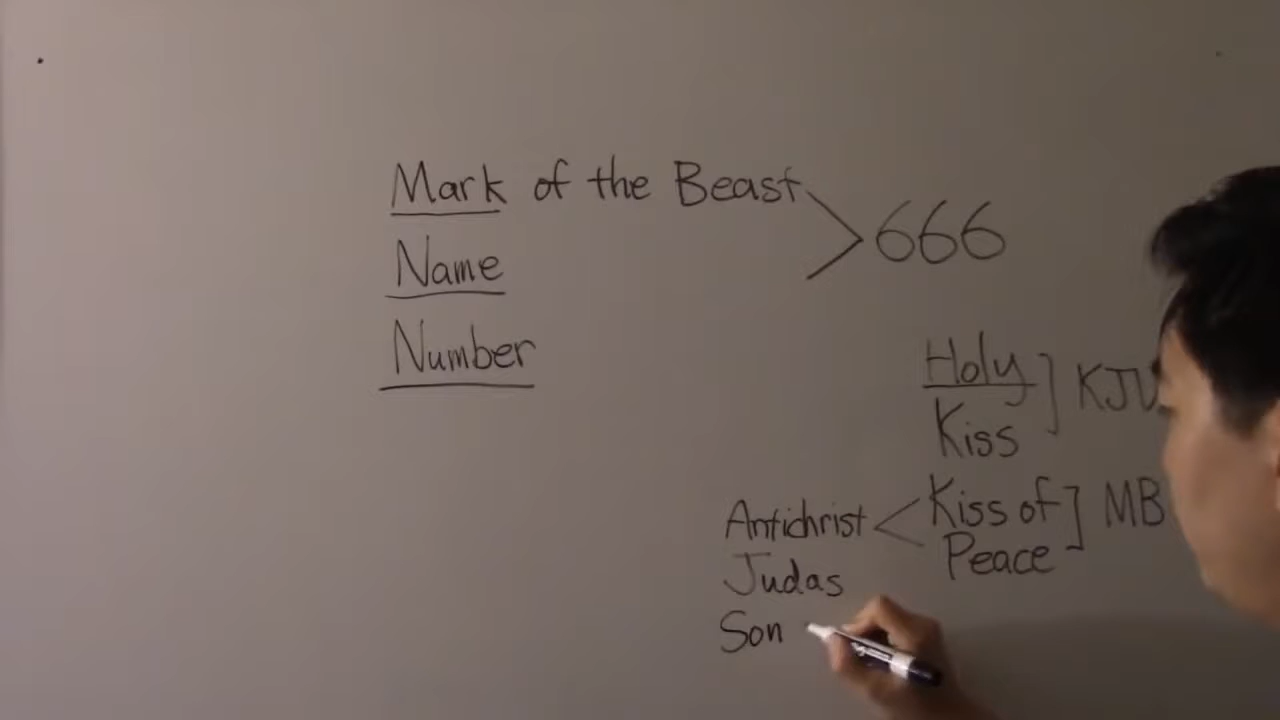 Mark of the Beast
666
Name
Number
Holy
Kiss
KJV
Antichrist
Kiss of
Peace
MB
Judas
Son